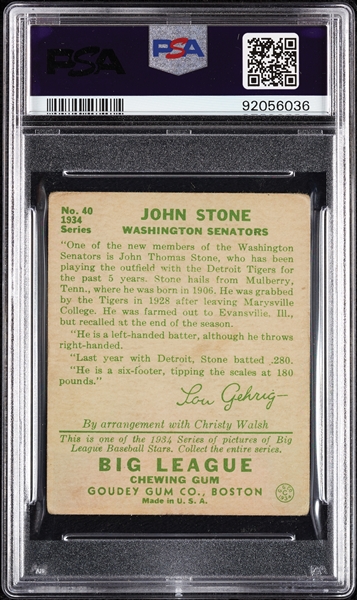 PSA
PSA
92056036
No. 40
1934
Series
JOHN STONE
WASHINGTON SENATORS
"One of the new members of the Washington
Senators is John Thomas Stone, who has been
playing the outfield with the Detroit Tigers for
the past 5 years. Stone hails from Mulberry,
Tenn., where he was born in 1906. He was grabbed
by the Tigers in 1928 after leaving Marysville
College. He was farmed out to Evansville, Ill.,
but recalled at the end of the season.
"He is a left-handed batter, although he throws
right-handed.
"Last year with Detroit, Stone batted .280.
"He is a six-footer, tipping the scales at 180
pounds."
Lou Gehrig
By arrangement with Christy Walsh
This is one of the 1934 Series of pictures of Big
League Baseball Stars. Collect the entire series.
BIG LEAGUE
CHEWING GUM
GOUDEY GUM CO., BOSTON
Made in U. S. A.